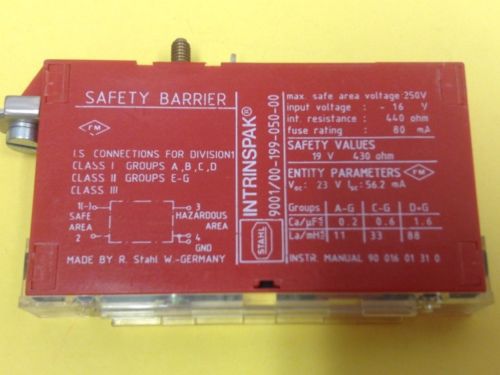 SAFETY BARRIER
FM
I.S CONNECTIONS FOR DIVISION1
CLASS I GROUPS A,B,C,D
CLASS II GROUPS E-G
CLASS III
1(-) 3
SAFE HAZARDOUS
AREA AREA
2 4
GND
MADE BY R. STAHL W.-GERMANY
INTRINSPAK®
9001/00-199-050-00
STAHL
max. safe area voltage: 250V
input voltage : - 16 V
int. resistance : 440 ohm
fuse rating : 80 mA
SAFETY VALUES
19 V 430 ohm
ENTITY PARAMETERS FM
Voc: 23 V Isc: 56.2 mA
Groups A-G C-G D+G
Ca/µF 0.2 0.6 1.6
La/mH 11 33 88
INSTR. MANUAL 90 016 01 31 0